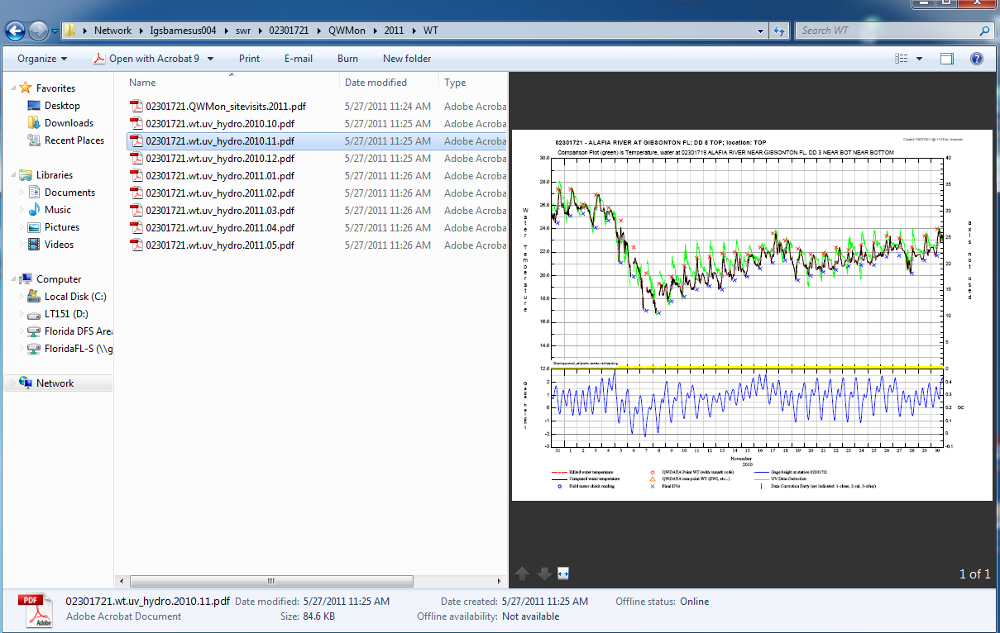 Network ▸ Igsbamesus004 ▸ swr ▸ 02301721 ▸ QWMon ▸ 2011 ▸ WT
Search WT
Organize Open with Acrobat 9 Print E-mail Burn New folder
Favorites
Desktop
Downloads
Recent Places
Libraries
Documents
Music
Pictures
Videos
Computer
Local Disk (C:)
LT151 (D:)
Florida DFS Area
FloridaFL-S (\\g
Network
Name Date modified Type
02301721.QWMon_sitevisits.2011.pdf 5/27/2011 11:24 AM Adobe Acroba
02301721.wt.uv_hydro.2010.10.pdf 5/27/2011 11:25 AM Adobe Acroba
02301721.wt.uv_hydro.2010.11.pdf 5/27/2011 11:25 AM Adobe Acroba
02301721.wt.uv_hydro.2010.12.pdf 5/27/2011 11:25 AM Adobe Acroba
02301721.wt.uv_hydro.2011.01.pdf 5/27/2011 11:26 AM Adobe Acroba
02301721.wt.uv_hydro.2011.02.pdf 5/27/2011 11:26 AM Adobe Acroba
02301721.wt.uv_hydro.2011.03.pdf 5/27/2011 11:26 AM Adobe Acroba
02301721.wt.uv_hydro.2011.04.pdf 5/27/2011 11:26 AM Adobe Acroba
02301721.wt.uv_hydro.2011.05.pdf 5/27/2011 11:26 AM Adobe Acroba
02301721 - ALAFIA RIVER AT GIBSONTON FL: DD 8 TOP; location: TOP
Comparison Plot (green) is Temperature, water at 02301719 ALAFIA RIVER NEAR GIBSONTON FL, DD 3 NEAR BOT NEAR BOTTOM
Water Temperature
30.0
28.0
26.0
24.0
22.0
20.0
18.0
16.0
14.0
12.0
40
35
30
25
20
15
10
5
0
axis not used
Gage height
2
1
0
-1
-2
-3
0.4
0.3
0.2
0.1
0
-0.1
DC
31 1 2 3 4 5 6 7 8 9 10 11 12 13 14 15 16 17 18 19 20 21 22 23 24 25 26 27 28 29 30
November
2010
Edited water temperature
Computed water temperature
Field meter check reading
QWDATA Point WT (with remark code)
QWDATA non-point WT (EWI, etc...)
Final DVs
Gage height at station 02301721
UV Data Correction
Data Correction Entry (set indicated: 1-clean, 2-cal, 3-other)
1 of 1
02301721.wt.uv_hydro.2010.11.pdf Date modified: 5/27/2011 11:25 AM Date created: 5/27/2011 11:25 AM Offline status: Online
Adobe Acrobat Document Size: 84.6 KB Offline availability: Not available
PDF
Adobe